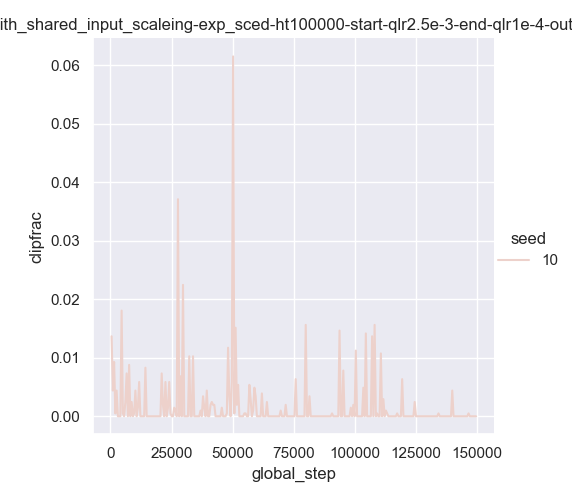 ith_shared_input_scaleing-exp_sced-ht100000-start-qlr2.5e-3-end-qlr1e-4-out
0.06
0.05
0.04
0.03
0.02
0.01
0.00
clipfrac
0 25000 50000 75000 100000 125000 150000
global_step
seed
10